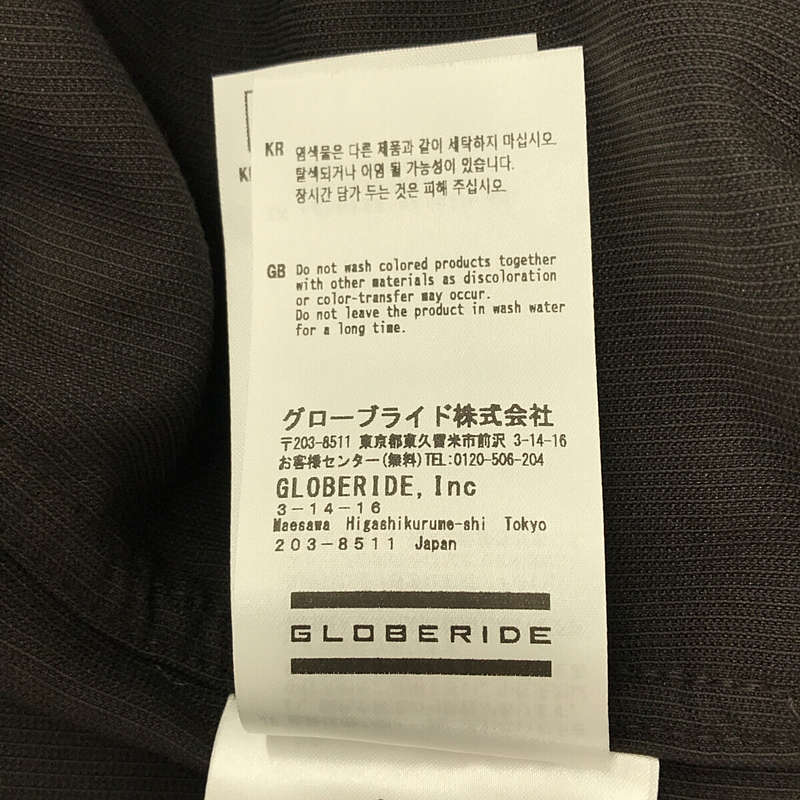 KR 염색물은 다른 제품과 같이 세탁하지 마십시오.
탈색되거나 이염 될 가능성이 있습니다.
장시간 담가 두는 것은 피해 주십시오.
GB Do not wash colored products together
with other materials as discoloration
or color-transfer may occur.
Do not leave the product in wash water
for a long time.
グローブライド株式会社
〒203-8511 東京都東久留米市前沢 3-14-16
お客様センター(無料)TEL:0120-506-204
GLOBERIDE, Inc
3-14-16
Maesawa Higashikurume-shi Tokyo
203-8511 Japan
GLOBERIDE